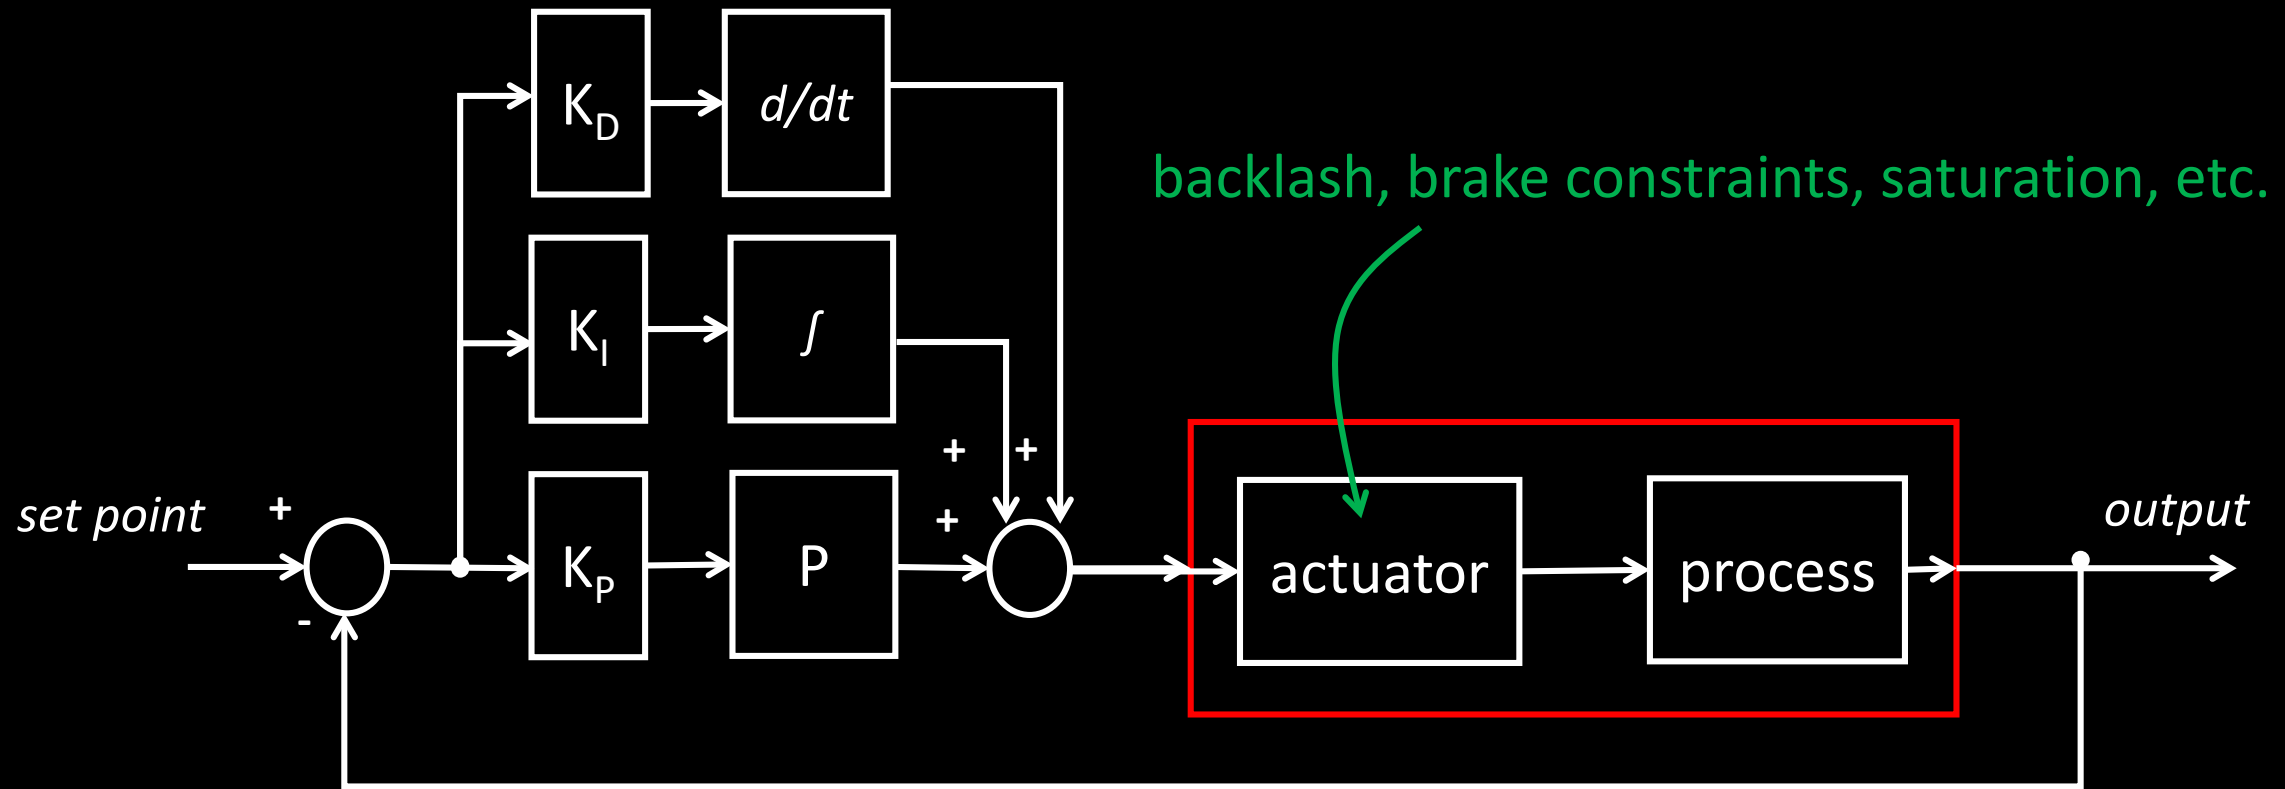 K_D
d/dt
backlash, brake constraints, saturation, etc.
K_I
∫
+ +
set point
+
+
output
K_P
P
actuator
process
-